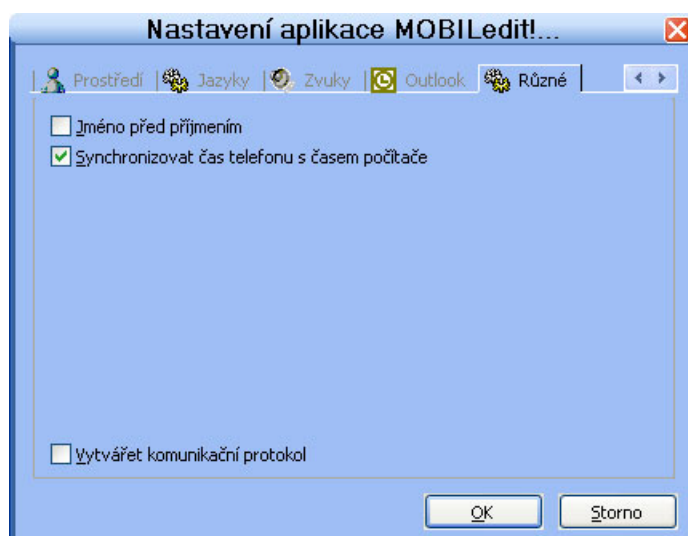 Nastavení aplikace MOBILedit!...
Prostředí Jazyky Zvuky Outlook Různé
Jméno před příjmením
Synchronizovat čas telefonu s časem počítače
Vytvářet komunikační protokol
OK Storno